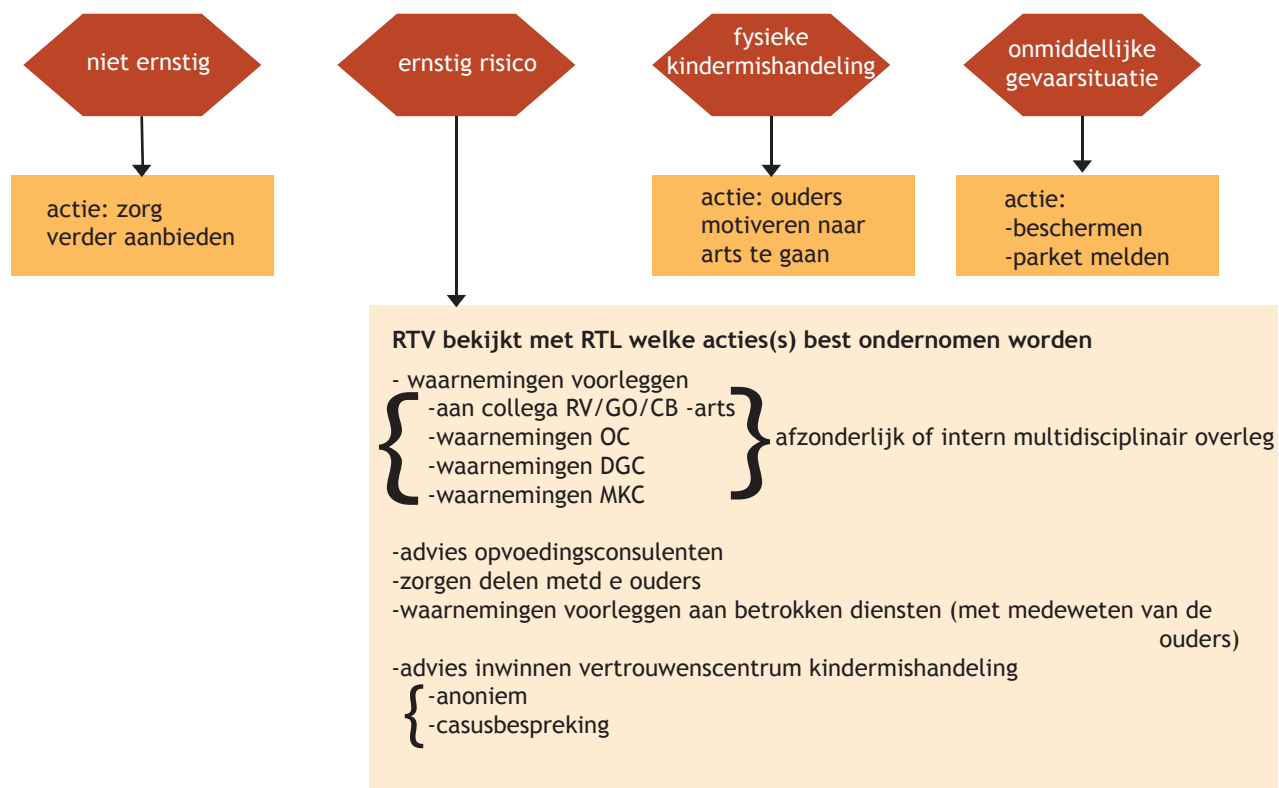 niet ernstig
ernstig risico
fysieke
kindermishandeling
onmiddellijke
gevaarsituatie
actie: zorg
verder aanbieden
actie: ouders
motiveren naar
arts te gaan
actie:
-beschermen
-parket melden
RTV bekijkt met RTL welke acties(s) best ondernomen worden
- waarnemingen voorleggen
-aan collega RV/GO/CB -arts
-waarnemingen OC
-waarnemingen DGC
-waarnemingen MKC
afzonderlijk of intern multidisciplinair overleg
-advies opvoedingsconsulenten
-zorgen delen metd e ouders
-waarnemingen voorleggen aan betrokken diensten (met medeweten van de
ouders)
-advies inwinnen vertrouwenscentrum kindermishandeling
-anoniem
-casusbespreking